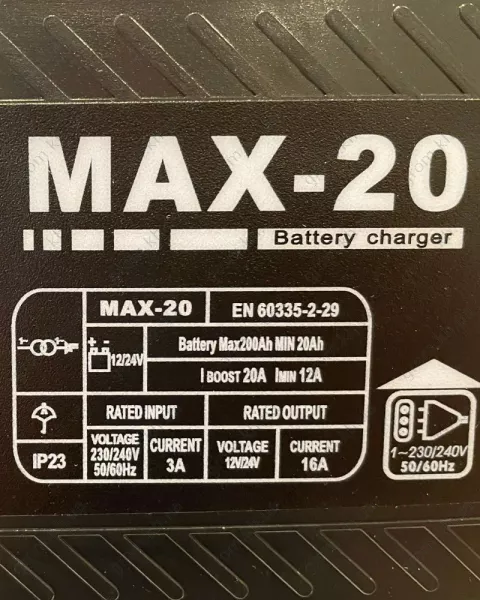 MAX-20
Battery charger
MAX-20 EN 60335-2-29
+ -
12/24V
Battery Max200Ah MIN 20Ah
I BOOST 20A IMIN 12A
RATED INPUT RATED OUTPUT
IP23
VOLTAGE
230/240V
50/60Hz
CURRENT
3A
VOLTAGE
12V/24V
CURRENT
16A
1~230/240V
50/60Hz